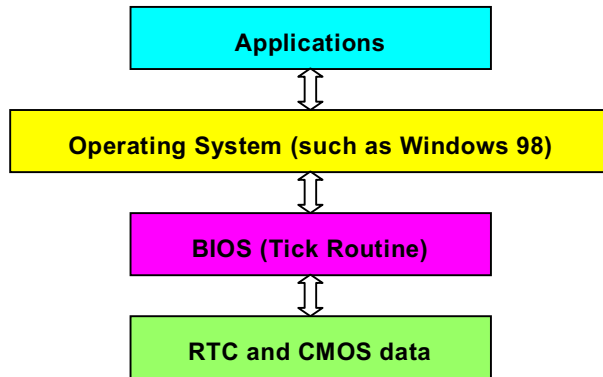 Applications
Operating System (such as Windows 98)
BIOS (Tick Routine)
RTC and CMOS data